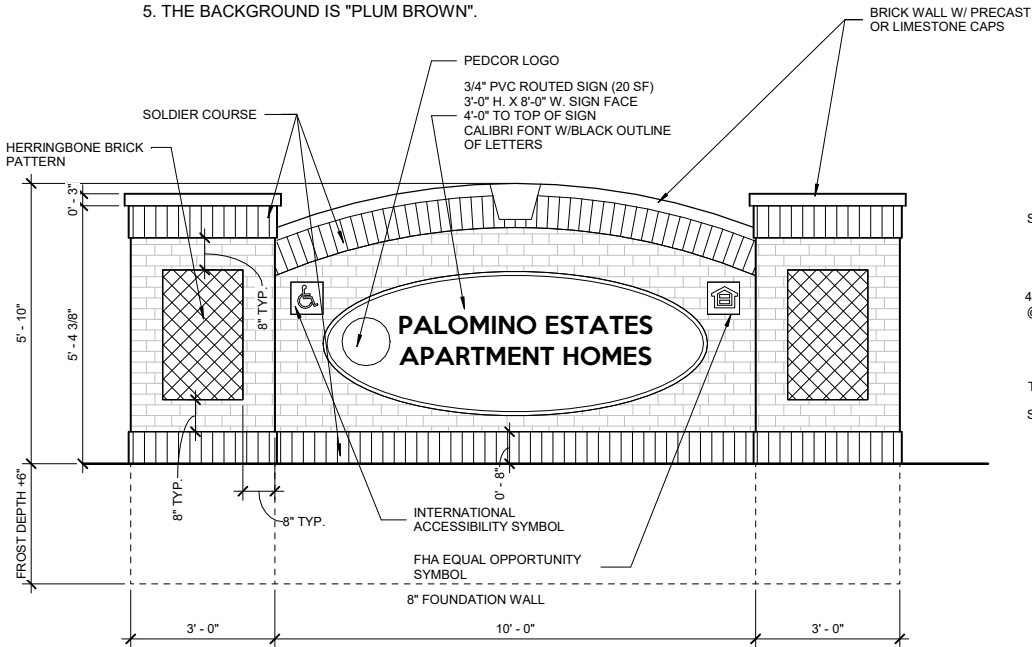 5. THE BACKGROUND IS "PLUM BROWN".
BRICK WALL W/ PRECAST
OR LIMESTONE CAPS
PEDCOR LOGO
3/4" PVC ROUTED SIGN (20 SF)
3'-0" H. X 8'-0" W. SIGN FACE
4'-0" TO TOP OF SIGN
CALIBRI FONT W/BLACK OUTLINE
OF LETTERS
SOLDIER COURSE
HERRINGBONE BRICK
PATTERN
0' - 3"
5' - 10"
5' - 4 3/8"
8" TYP.
PALOMINO ESTATES
APARTMENT HOMES
S
4
@
T
S
FROST DEPTH +6"
8" TYP.
8" TYP.
0' - 8"
INTERNATIONAL
ACCESSIBILITY SYMBOL
FHA EQUAL OPPORTUNITY
SYMBOL
8" FOUNDATION WALL
3' - 0"
10' - 0"
3' - 0"